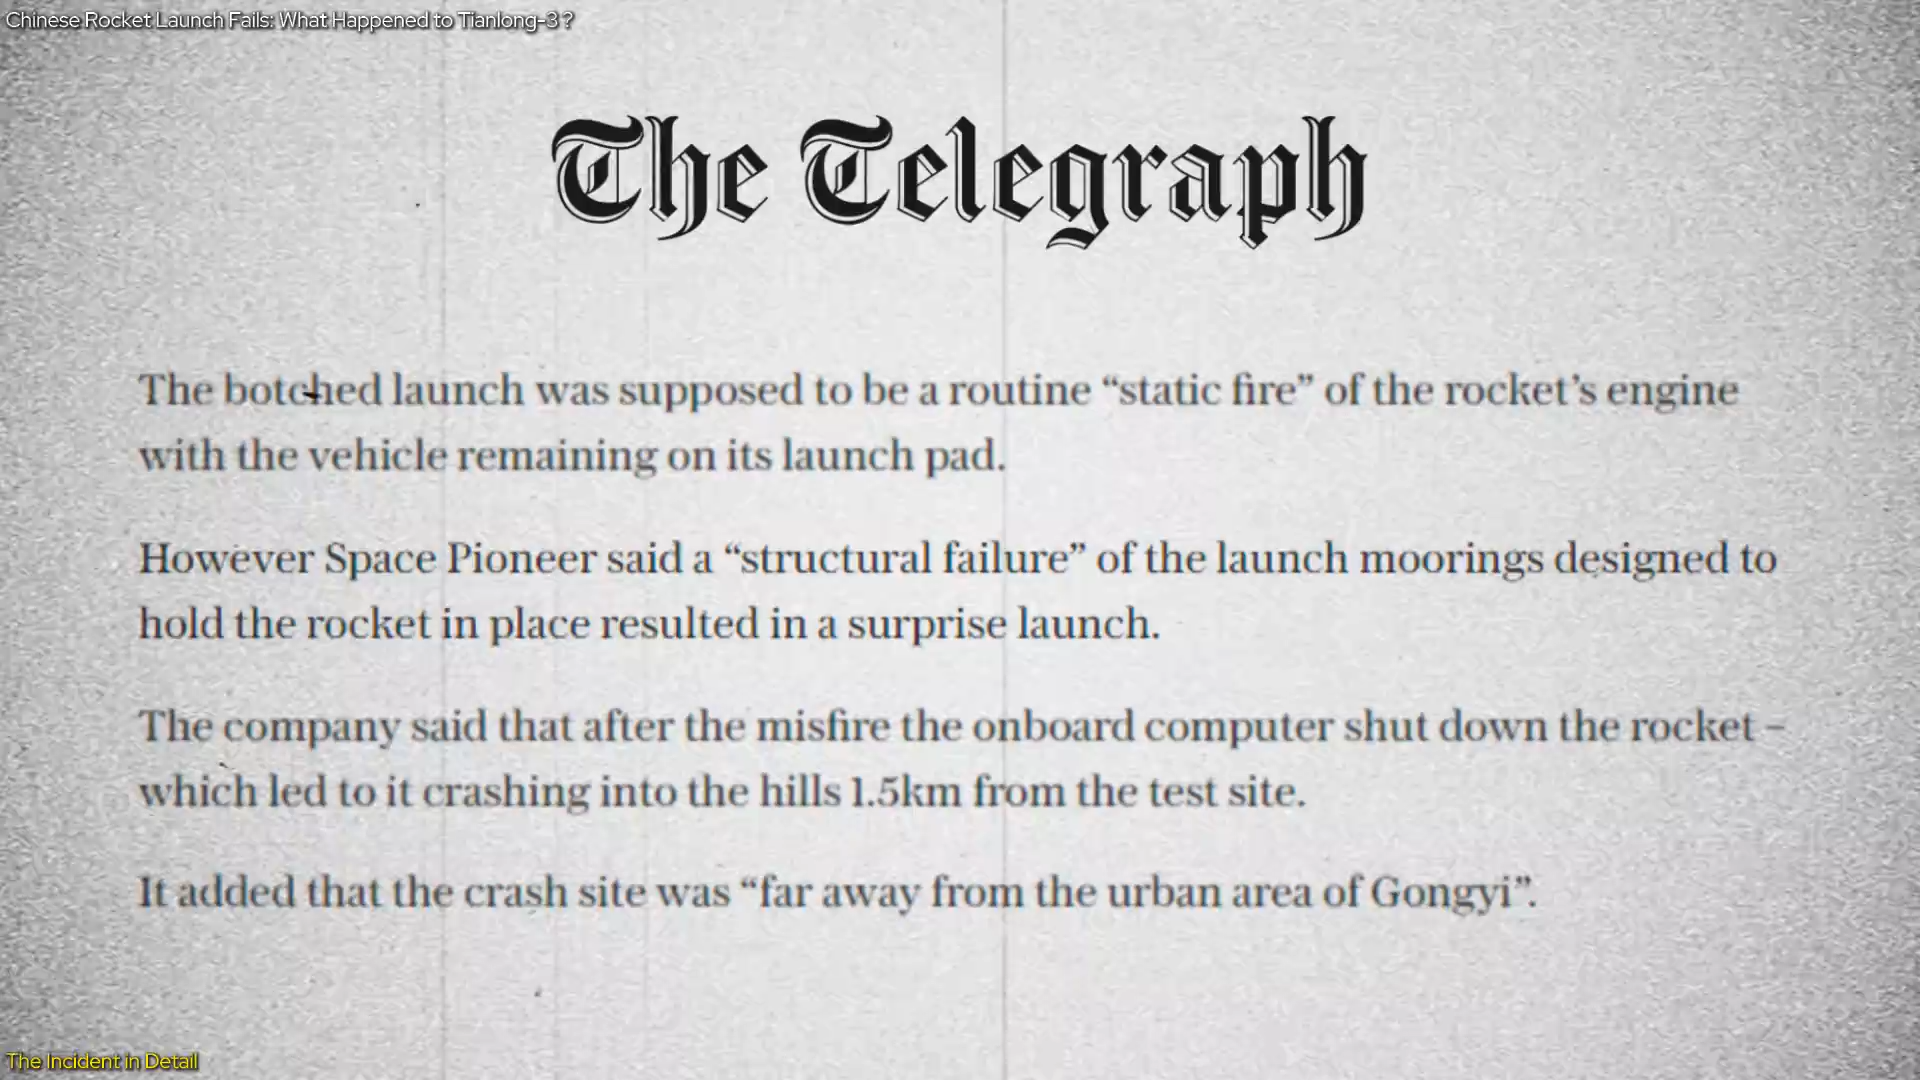 Chinese Rocket Launch Fails: What Happened to Tianlong-3?
The Telegraph
The botched launch was supposed to be a routine “static fire” of the rocket’s engine
with the vehicle remaining on its launch pad.
However Space Pioneer said a “structural failure” of the launch moorings designed to
hold the rocket in place resulted in a surprise launch.
The company said that after the misfire the onboard computer shut down the rocket –
which led to it crashing into the hills 1.5km from the test site.
It added that the crash site was “far away from the urban area of Gongyi”.
The Incident in Detail